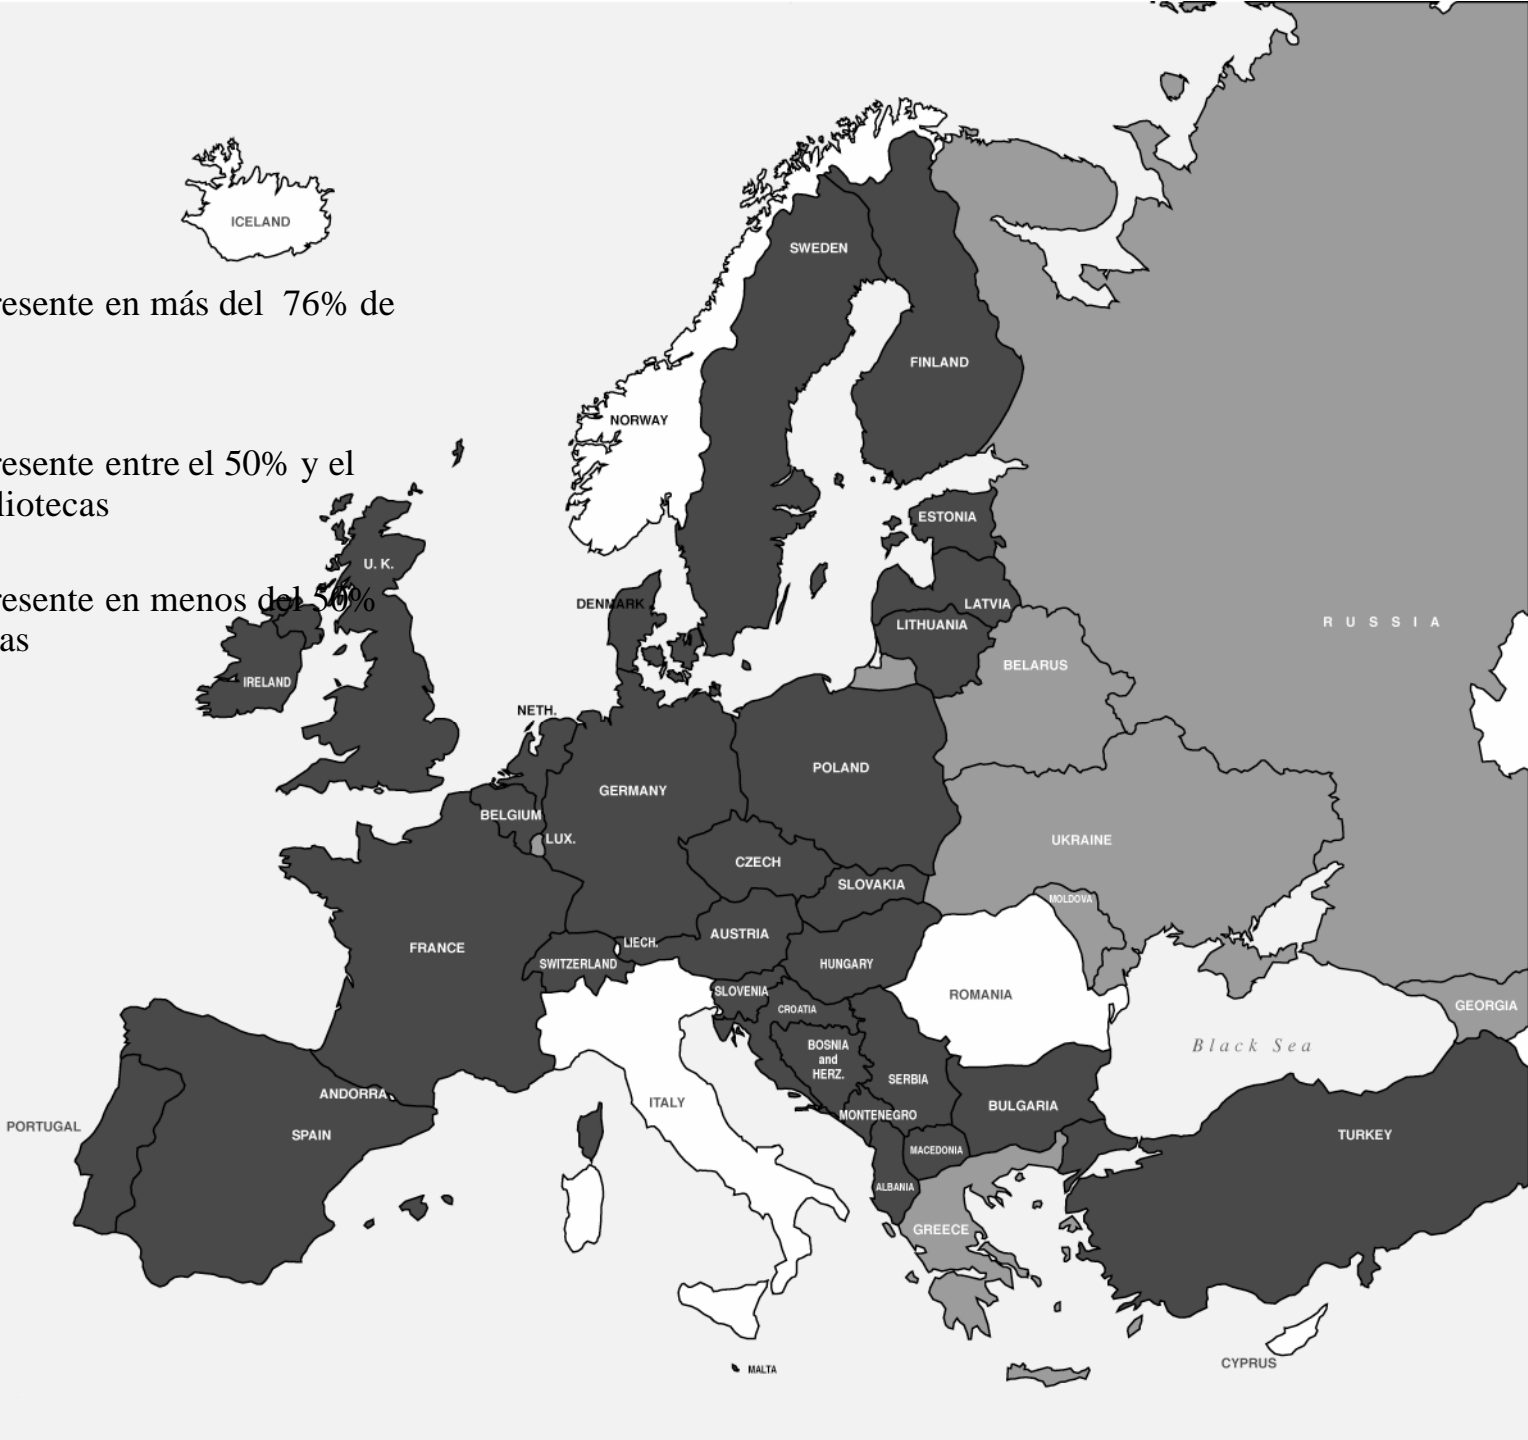 ICELAND
SWEDEN
resente en más del 76% de
FINLAND
NORWAY
resente entre el 50% y el
liotecas
ESTONIA
U. K.
resente en menos del 50%
as
DENMARK
LATVIA
LITHUANIA
R U S S I A
BELARUS
IRELAND
NETH.
POLAND
GERMANY
BELGIUM
LUX.
UKRAINE
CZECH
SLOVAKIA
MOLDOVA
AUSTRIA
LIECH.
FRANCE
SWITZERLAND
HUNGARY
SLOVENIA
ROMANIA
CROATIA
GEORGIA
BOSNIA
and
HERZ.
Black Sea
SERBIA
ANDORRA
ITALY
BULGARIA
MONTENEGRO
PORTUGAL
SPAIN
TURKEY
MACEDONIA
ALBANIA
GREECE
CYPRUS
MALTA